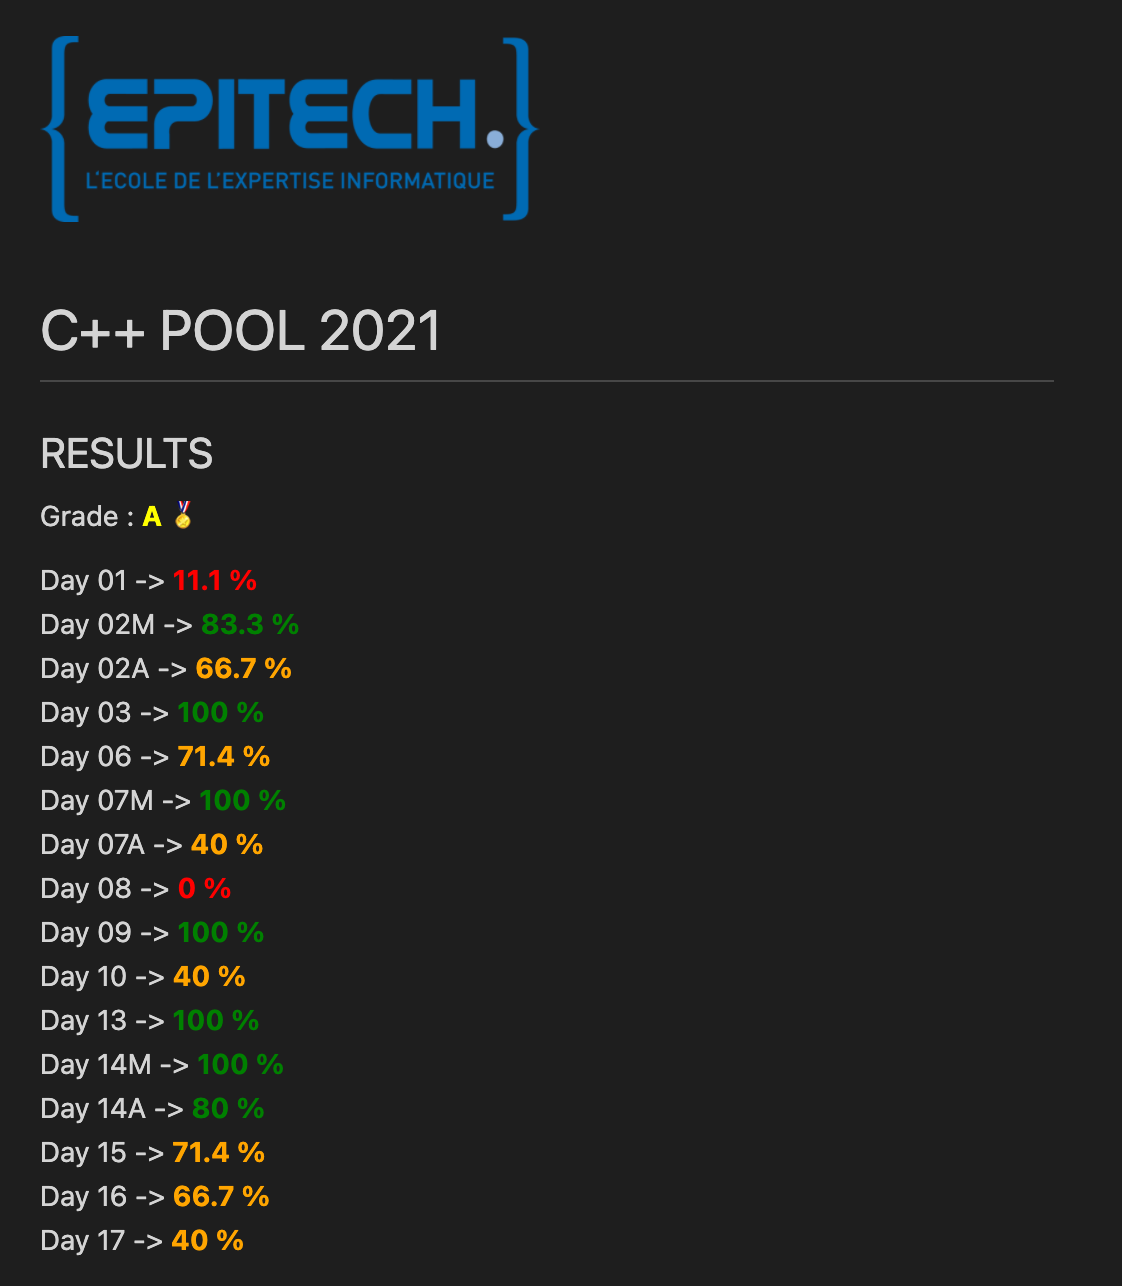 {EPITECH.}
L'ECOLE DE L'EXPERTISE INFORMATIQUE
C++ POOL 2021
RESULTS
Grade : A 🏅
Day 01 -> 11.1 %
Day 02M -> 83.3 %
Day 02A -> 66.7 %
Day 03 -> 100 %
Day 06 -> 71.4 %
Day 07M -> 100 %
Day 07A -> 40 %
Day 08 -> 0 %
Day 09 -> 100 %
Day 10 -> 40 %
Day 13 -> 100 %
Day 14M -> 100 %
Day 14A -> 80 %
Day 15 -> 71.4 %
Day 16 -> 66.7 %
Day 17 -> 40 %